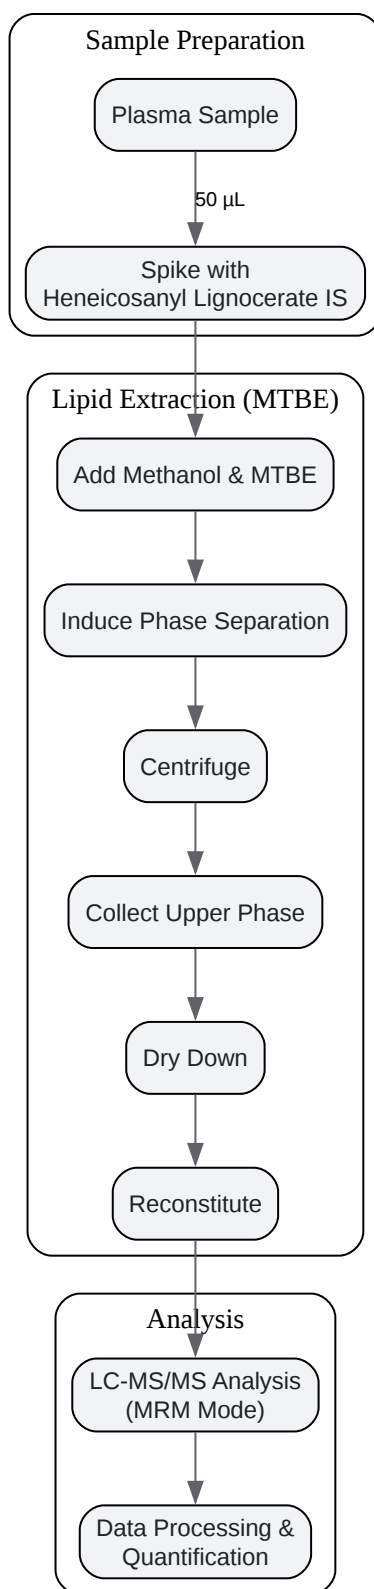 Sample Preparation
Plasma Sample
50 µL
Spike with
Heneicosanyl Lignocerate IS
Lipid Extraction (MTBE)
Add Methanol & MTBE
Induce Phase Separation
Centrifuge
Collect Upper Phase
Dry Down
Reconstitute
Analysis
LC-MS/MS Analysis
(MRM Mode)
Data Processing &
Quantification